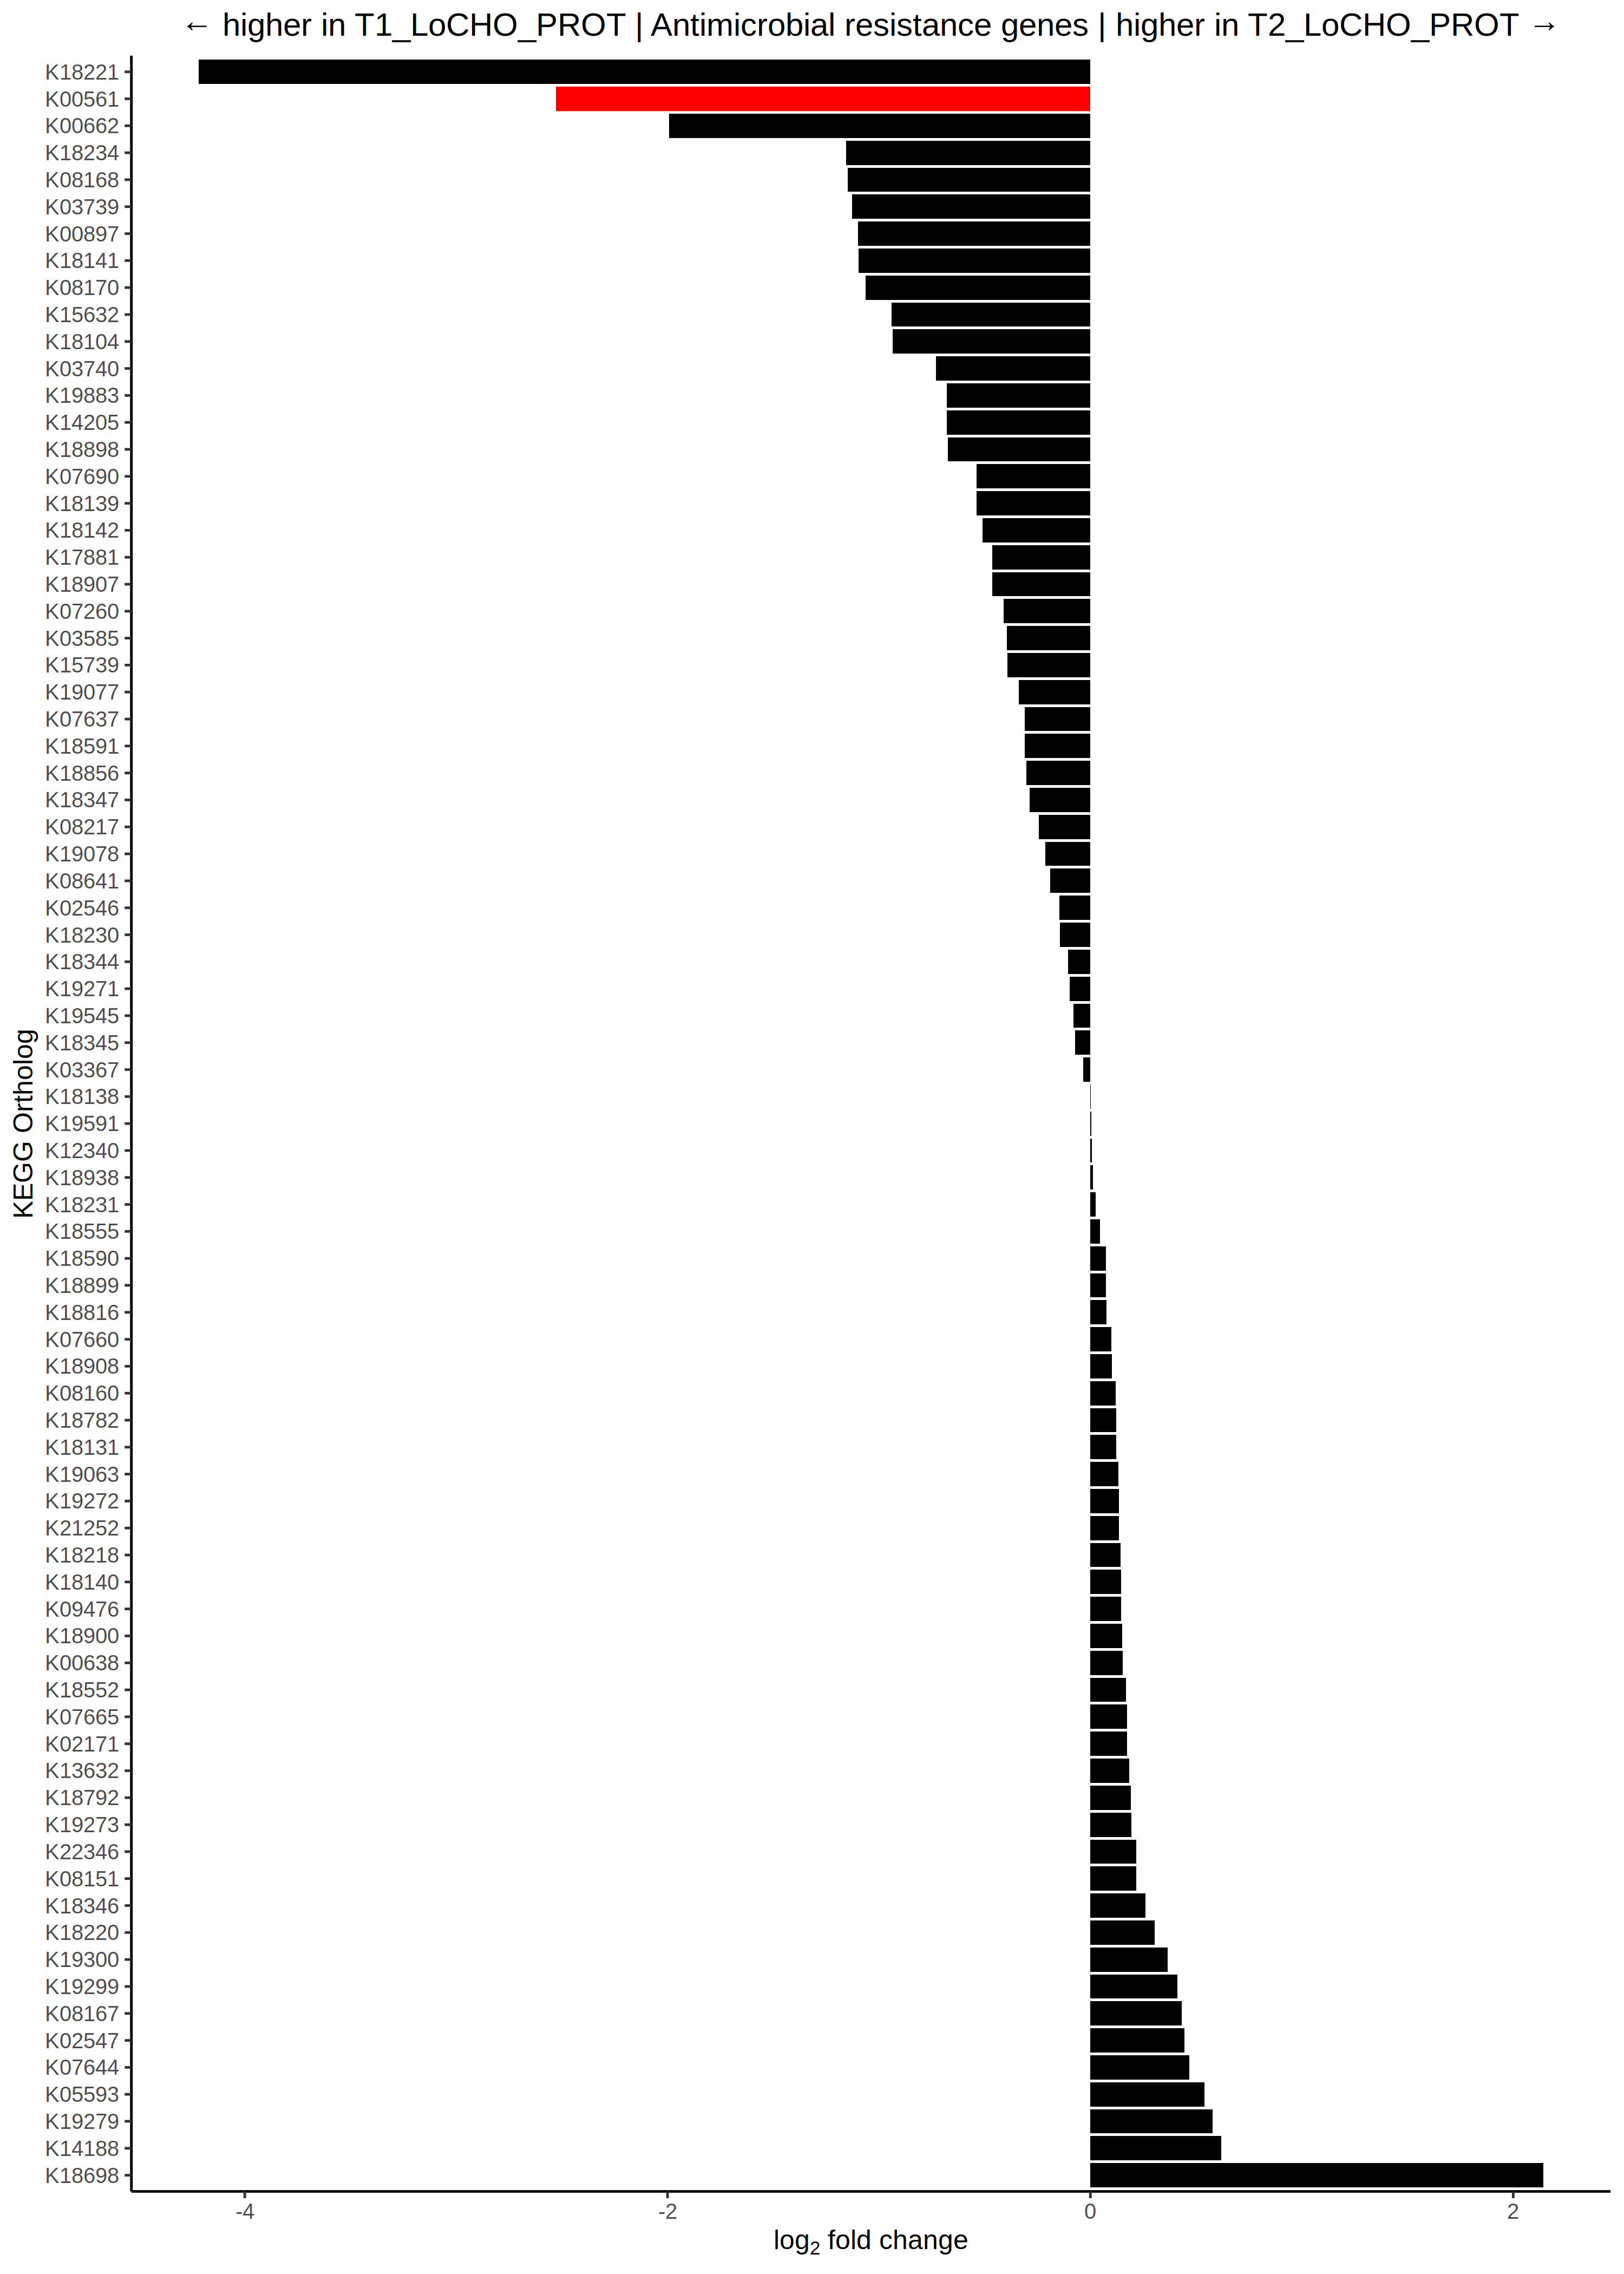 ← higher in T1_LoCHO_PROT | Antimicrobial resistance genes | higher in T2_LoCHO_PROT →
KEGG Ortholog
K18221
K00561
K00662
K18234
K08168
K03739
K00897
K18141
K08170
K15632
K18104
K03740
K19883
K14205
K18898
K07690
K18139
K18142
K17881
K18907
K07260
K03585
K15739
K19077
K07637
K18591
K18856
K18347
K08217
K19078
K08641
K02546
K18230
K18344
K19271
K19545
K18345
K03367
K18138
K19591
K12340
K18938
K18231
K18555
K18590
K18899
K18816
K07660
K18908
K08160
K18782
K18131
K19063
K19272
K21252
K18218
K18140
K09476
K18900
K00638
K18552
K07665
K02171
K13632
K18792
K19273
K22346
K08151
K18346
K18220
K19300
K19299
K08167
K02547
K07644
K05593
K19279
K14188
K18698
-4 -2 0 2
log2 fold change